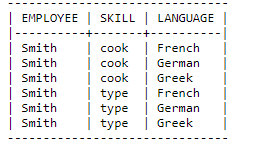 -------------------------------
| EMPLOYEE | SKILL | LANGUAGE |
|----------+-------+----------|
| Smith    | cook  | French   |
| Smith    | cook  | German   |
| Smith    | cook  | Greek    |
| Smith    | type  | French   |
| Smith    | type  | German   |
| Smith    | type  | Greek    |
-------------------------------